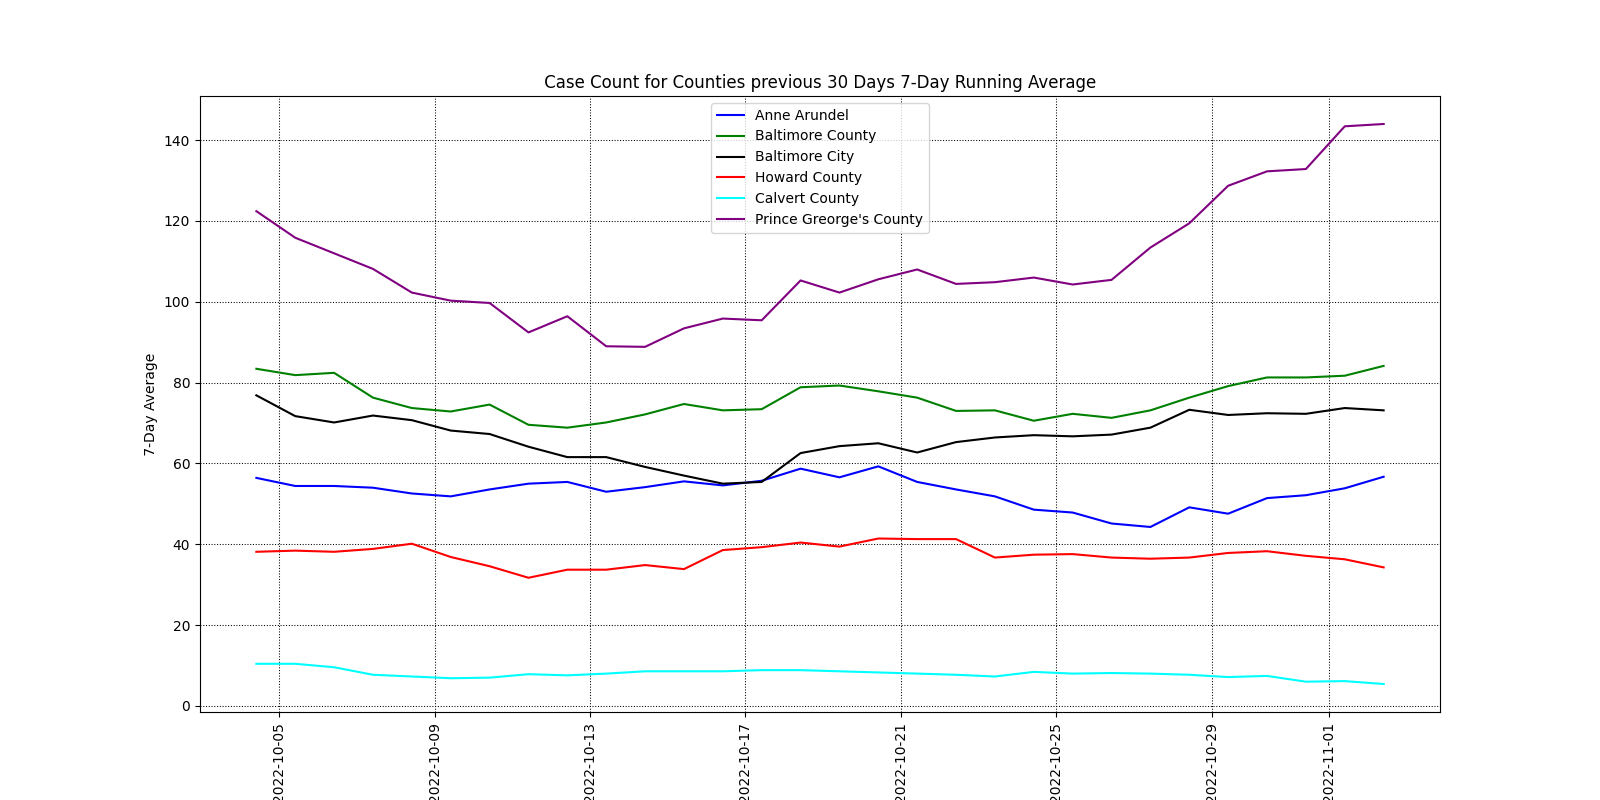 Case Count for Counties previous 30 Days 7-Day Running Average
Anne Arundel
Baltimore County
Baltimore City
Howard County
Calvert County
Prince Greorge's County
7-Day Average
140
120
100
80
60
40
20
0
2022-10-05
2022-10-09
2022-10-13
2022-10-17
2022-10-21
2022-10-25
2022-10-29
2022-11-01